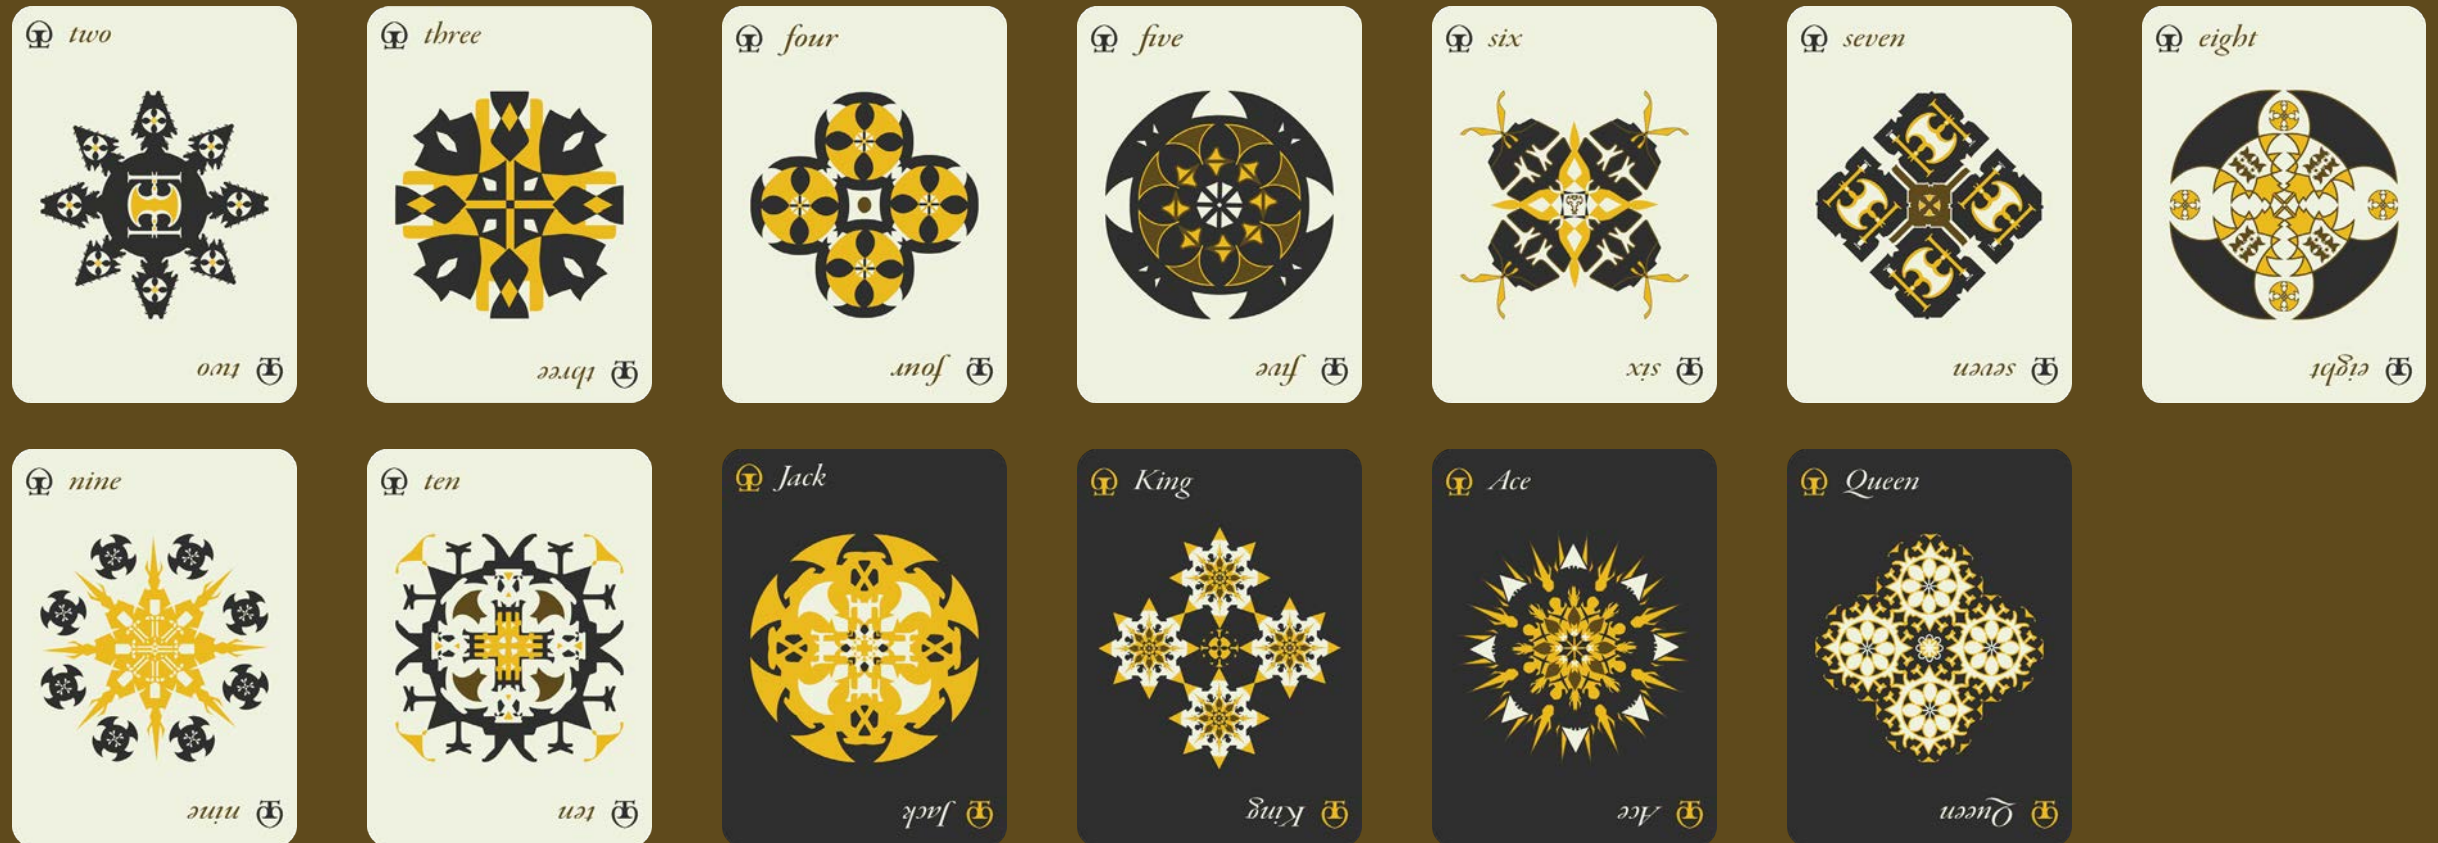 two
three
four
five
six
seven
eight
two
three
four
five
six
seven
eight
nine
ten
Jack
King
Ace
Queen
nine
ten
Jack
King
Ace
Queen